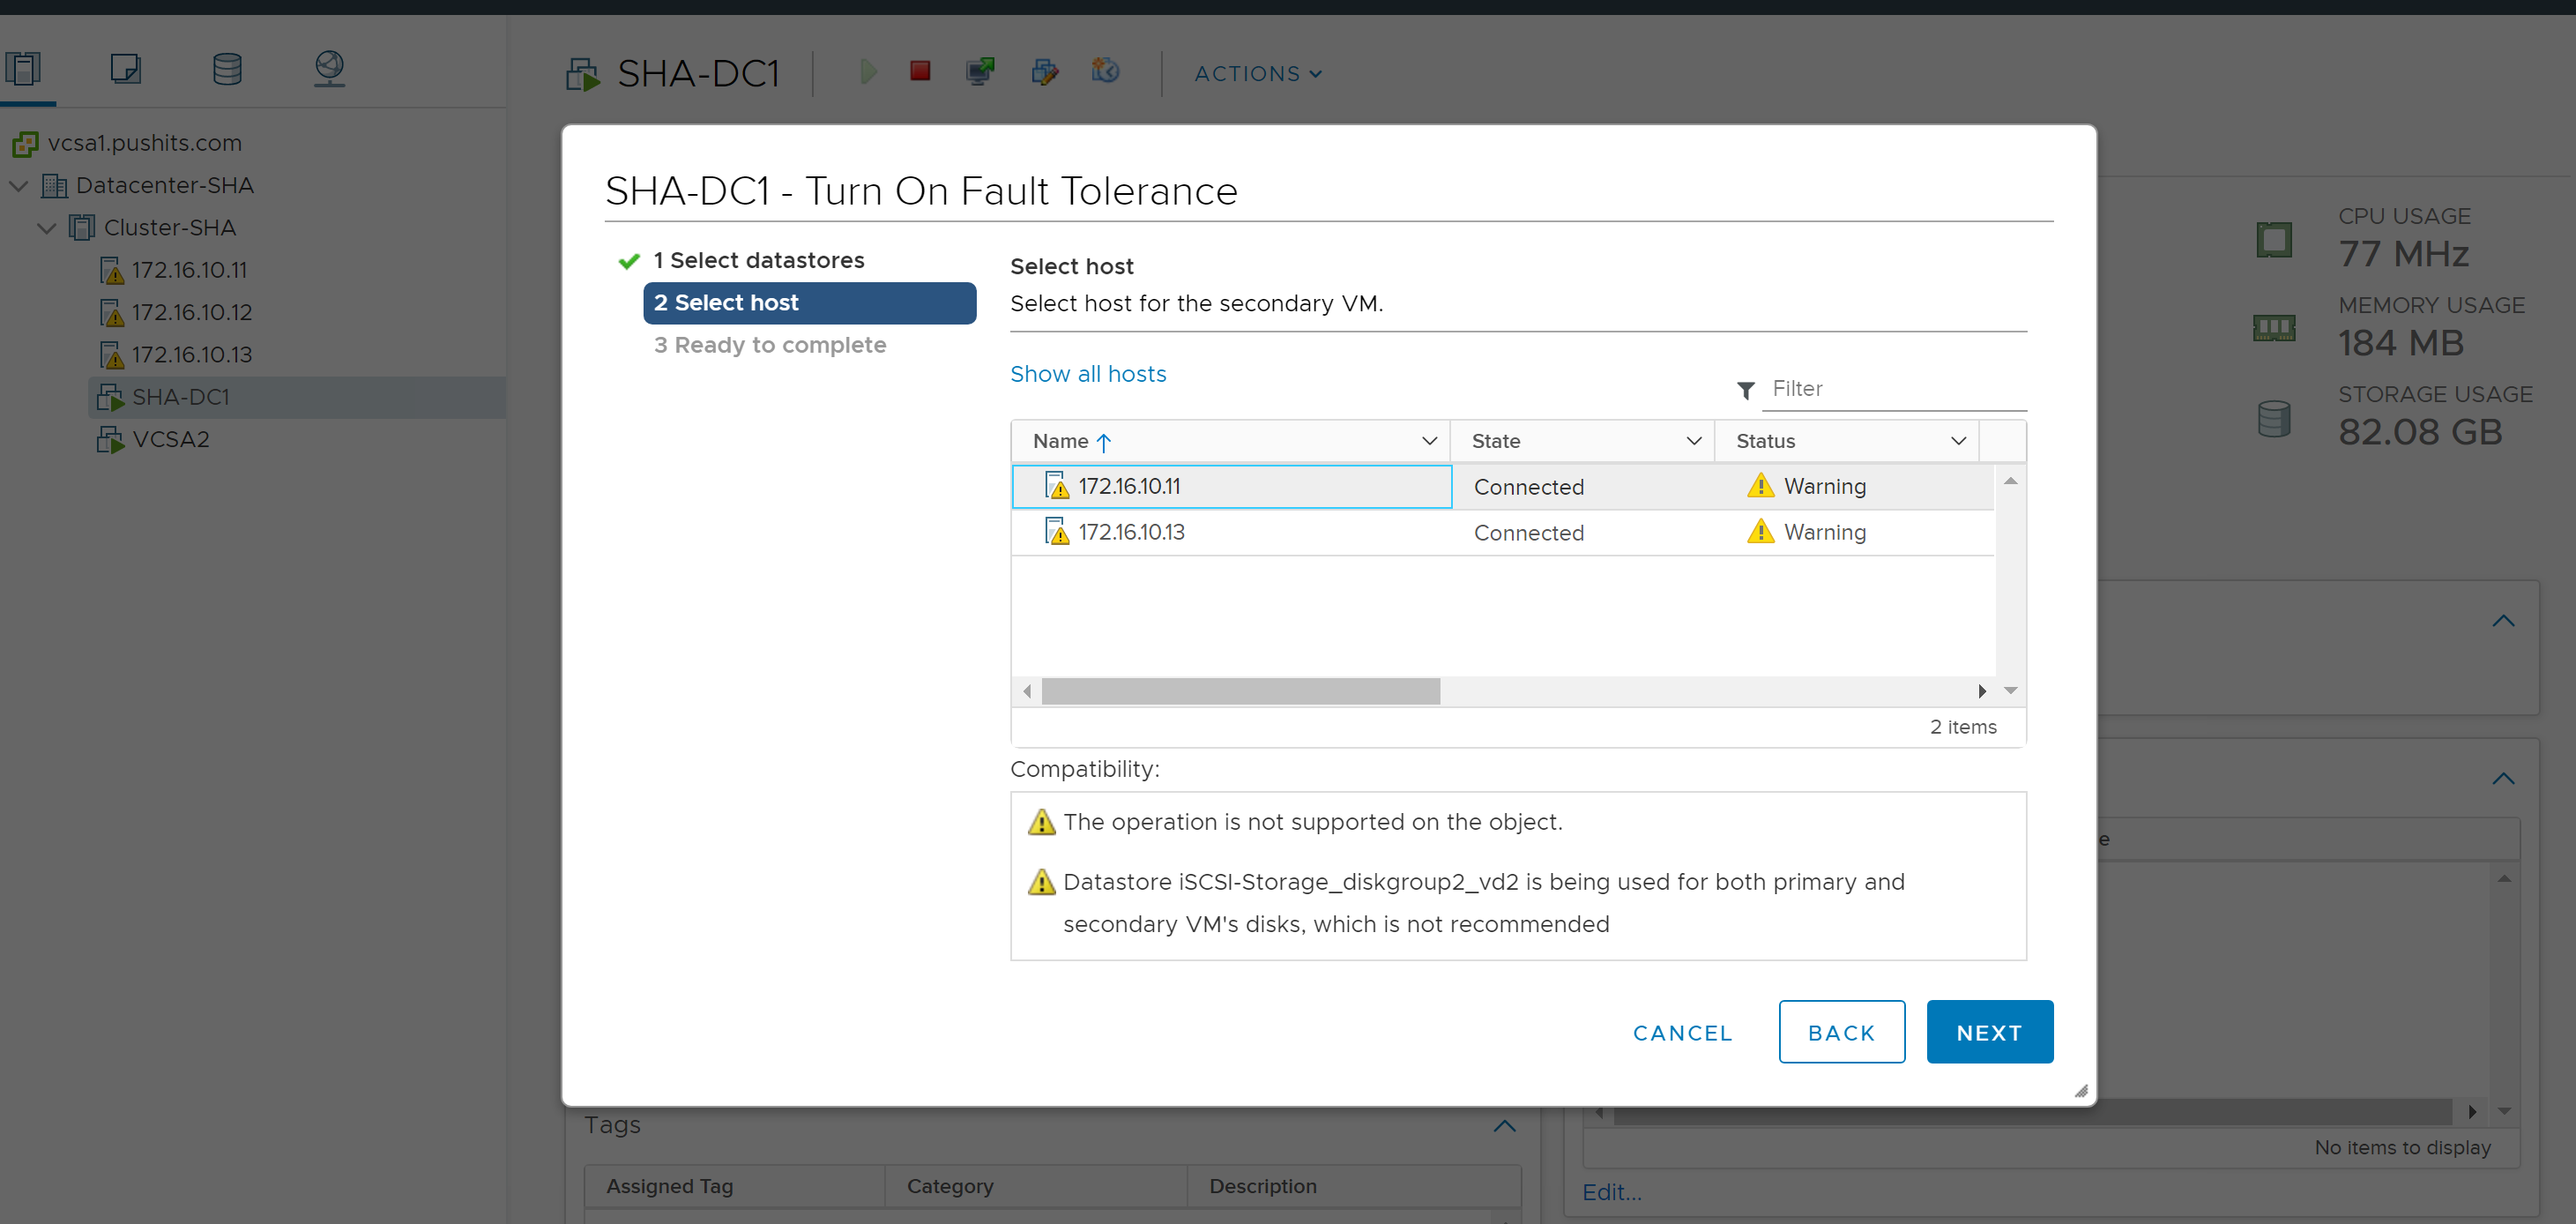 SHA-DC1
ACTIONS
vcsa1.pushits.com
Datacenter-SHA
Cluster-SHA
172.16.10.11
172.16.10.12
172.16.10.13
SHA-DC1
VCSA2
SHA-DC1 - Turn On Fault Tolerance
1 Select datastores
2 Select host
3 Ready to complete
Select host
Select host for the secondary VM.
Show all hosts
Filter
Name State Status
172.16.10.11 Connected Warning
172.16.10.13 Connected Warning
2 items
Compatibility:
The operation is not supported on the object.
Datastore iSCSI-Storage_diskgroup2_vd2 is being used for both primary and
secondary VM's disks, which is not recommended
CANCEL BACK NEXT
CPU USAGE
77 MHz
MEMORY USAGE
184 MB
STORAGE USAGE
82.08 GB
e
Tags
Assigned Tag Category Description
No items to display
Edit...